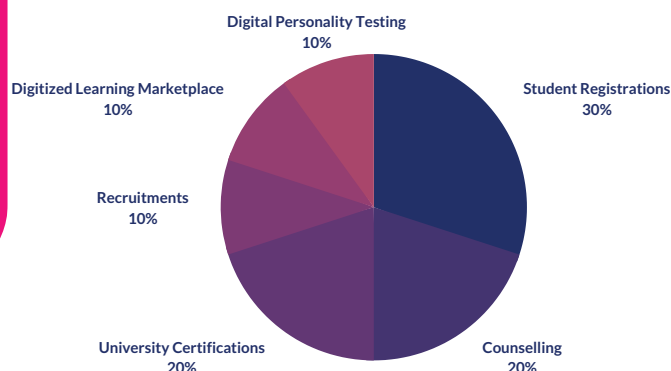 Digital Personality Testing
10%
Digitized Learning Marketplace
10%
Student Registrations
30%
Recruitments
10%
University Certifications
20%
Counselling
20%